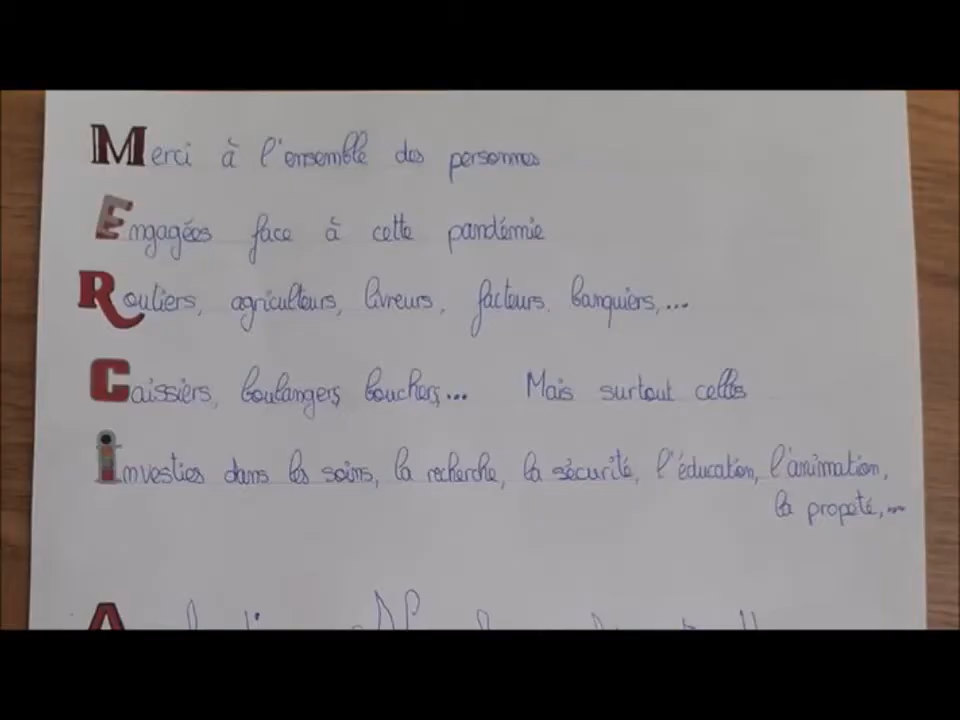 Merci à l'ensemble des personnes
Engagées face à cette pandémie
Routiers, agriculteurs, livreurs, facteurs, banquiers,...
Caissiers, boulangers, bouchers,... Mais surtout celles
Investies dans les soins, la recherche, la sécurité, l'éducation, l'animation,
la propeté,...
A